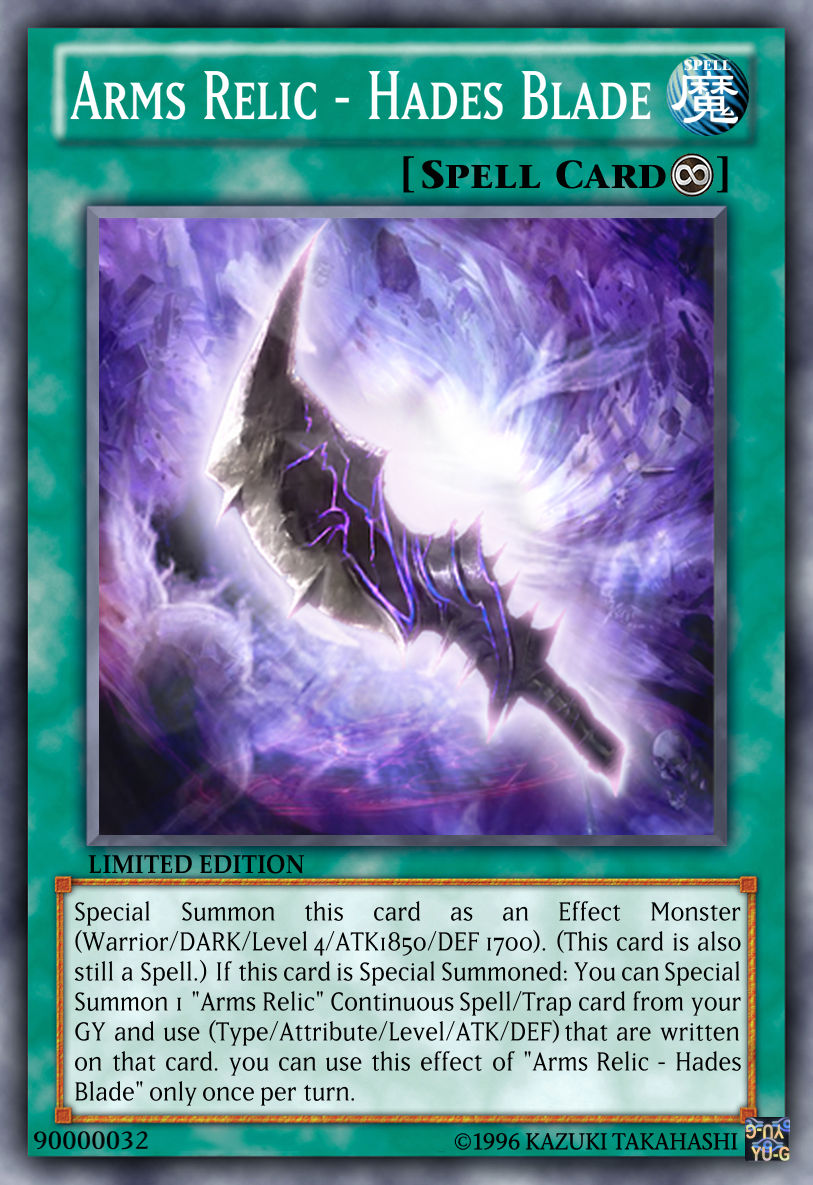 Arms Relic - Hades Blade
SPELL
魔
[Spell Card∞]
LIMITED EDITION
Special Summon this card as an Effect Monster
(Warrior/DARK/Level 4/ATK1850/DEF 1700). (This card is also
still a Spell.) If this card is Special Summoned: You can Special
Summon 1 "Arms Relic" Continuous Spell/Trap card from your
GY and use (Type/Attribute/Level/ATK/DEF) that are written
on that card. you can use this effect of "Arms Relic - Hades
Blade" only once per turn.
90000032
©1996 KAZUKI TAKAHASHI
YU-G
YU-G